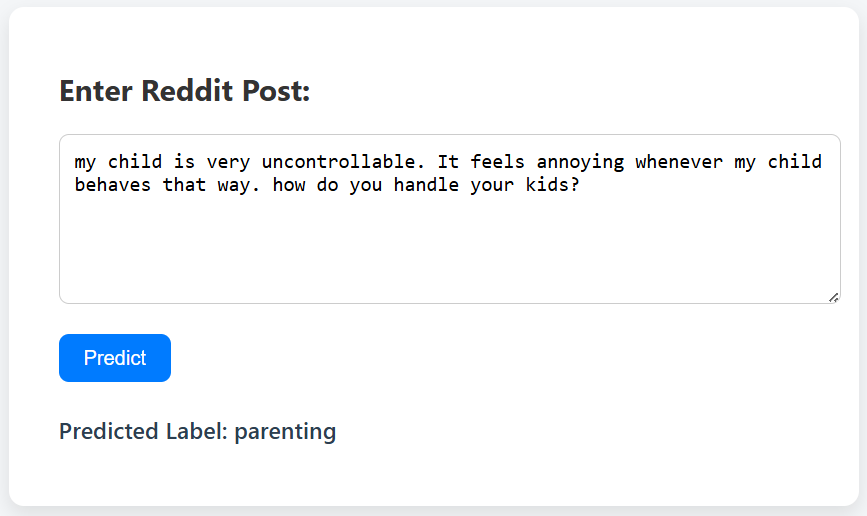 Enter Reddit Post:
my child is very uncontrollable. It feels annoying whenever my child
behaves that way. how do you handle your kids?
Predict
Predicted Label: parenting